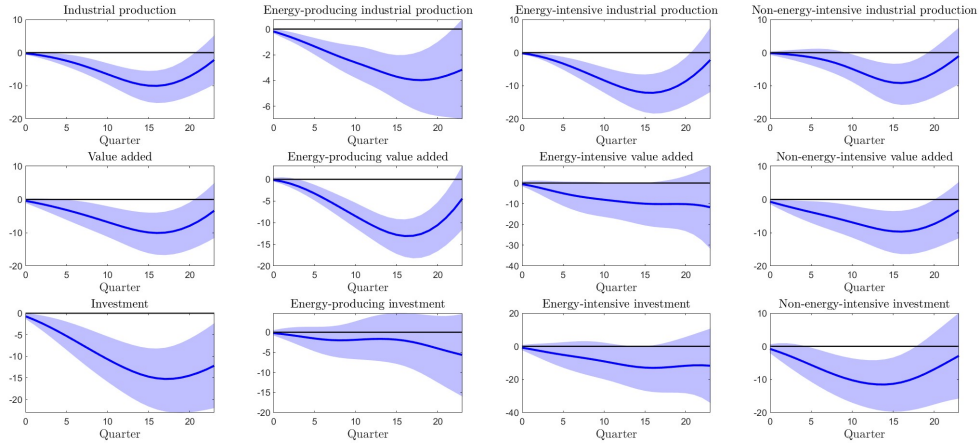 Industrial production
Energy-producing industrial production
Energy-intensive industrial production
Non-energy-intensive industrial production
10
0
-10
-20
0 5 10 15 20
Quarter
0
-2
-4
-6
0 5 10 15 20
Quarter
10
0
-10
-20
0 5 10 15 20
Quarter
10
0
-10
-20
0 5 10 15 20
Quarter
Value added
Energy-producing value added
Energy-intensive value added
Non-energy-intensive value added
10
0
-10
-20
0 5 10 15 20
Quarter
0
-5
-10
-15
-20
0 5 10 15 20
Quarter
0
-10
-20
-30
-40
0 5 10 15 20
Quarter
10
0
-10
-20
0 5 10 15 20
Quarter
Investment
Energy-producing investment
Energy-intensive investment
Non-energy-intensive investment
0
-5
-10
-15
-20
0 5 10 15 20
Quarter
0
-5
-10
-15
-20
0 5 10 15 20
Quarter
20
0
-20
-40
0 5 10 15 20
Quarter
10
0
-10
-20
0 5 10 15 20
Quarter